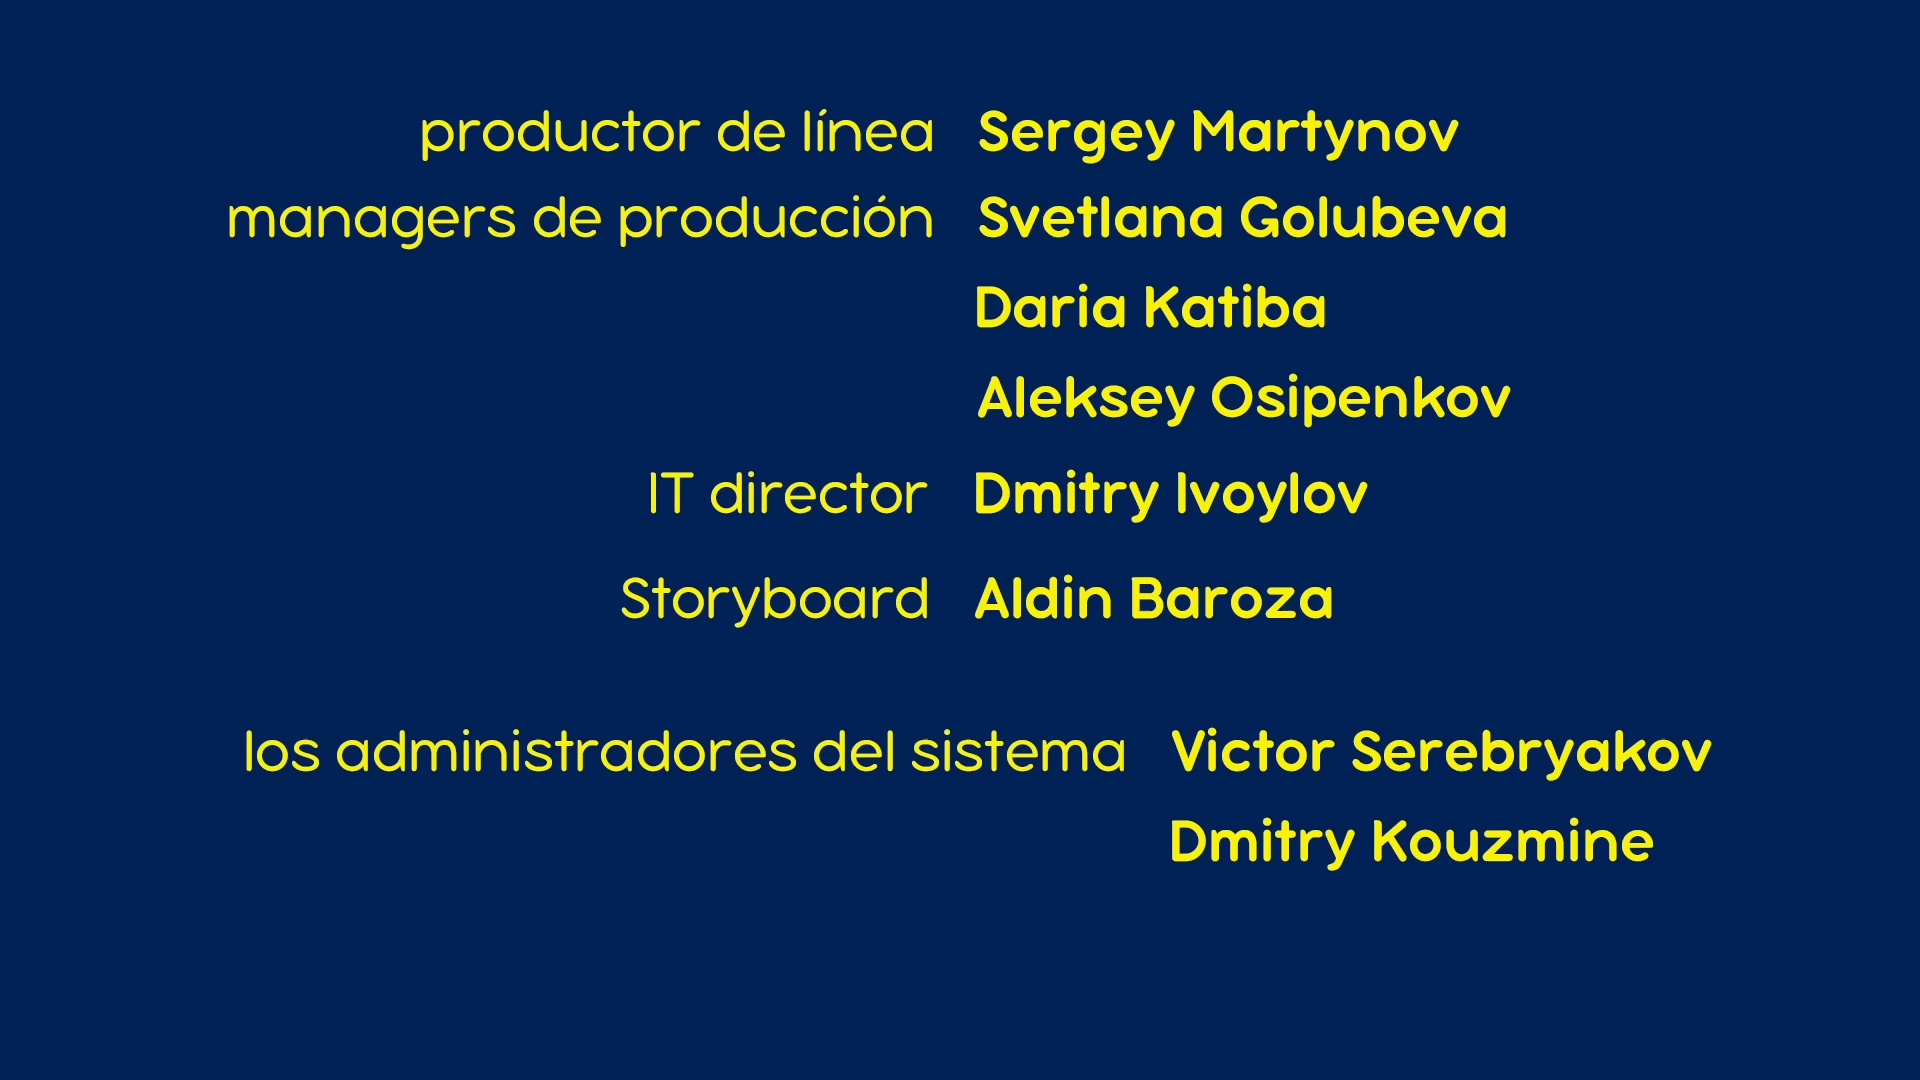 productor de línea Sergey Martynov
managers de producción Svetlana Golubeva
Daria Katiba
Aleksey Osipenkov
IT director Dmitry Ivoylov
Storyboard Aldin Baroza
los administradores del sistema Victor Serebryakov
Dmitry Kouzmine